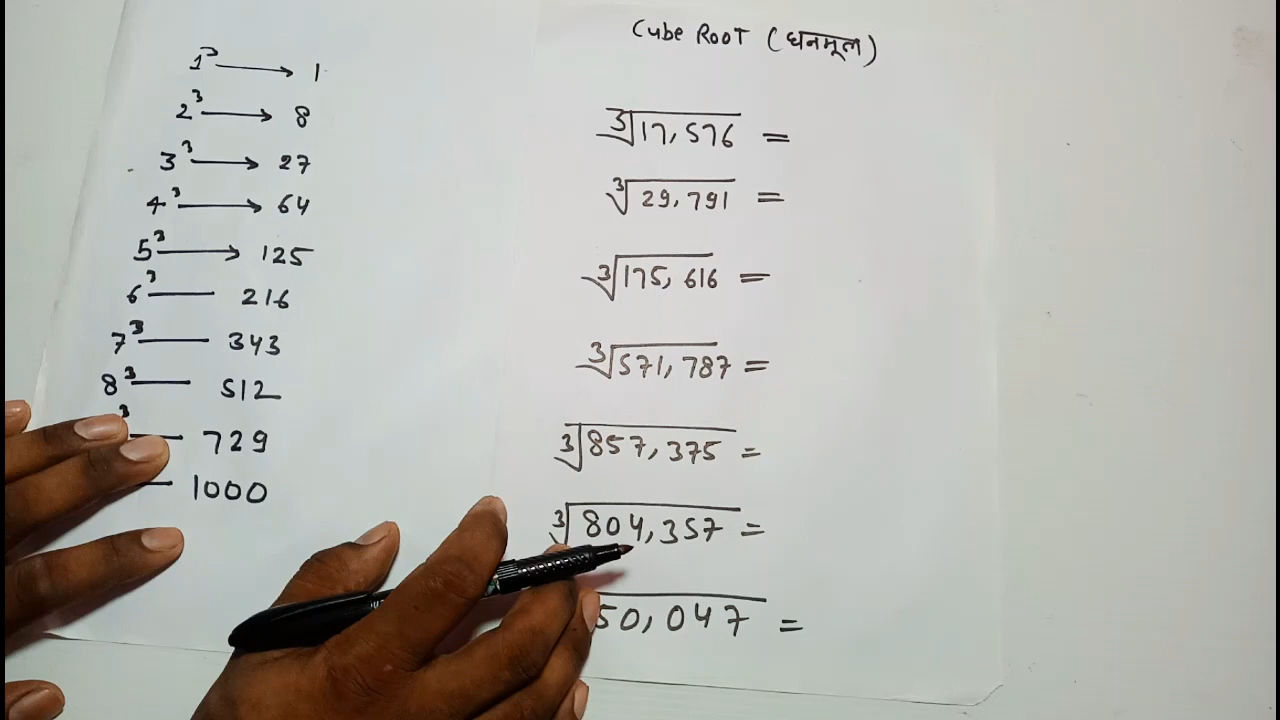 Cube Root (घनमूल)
1³ → 1
2³ → 8
3³ → 27
4³ → 64
5³ → 125
6³ — 216
7³ — 343
8³ — 512
³ — 729
— 1000
∛17,576 =
∛29,791 =
∛175,616 =
∛571,787 =
∛857,375 =
∛804,357 =
50,047 =